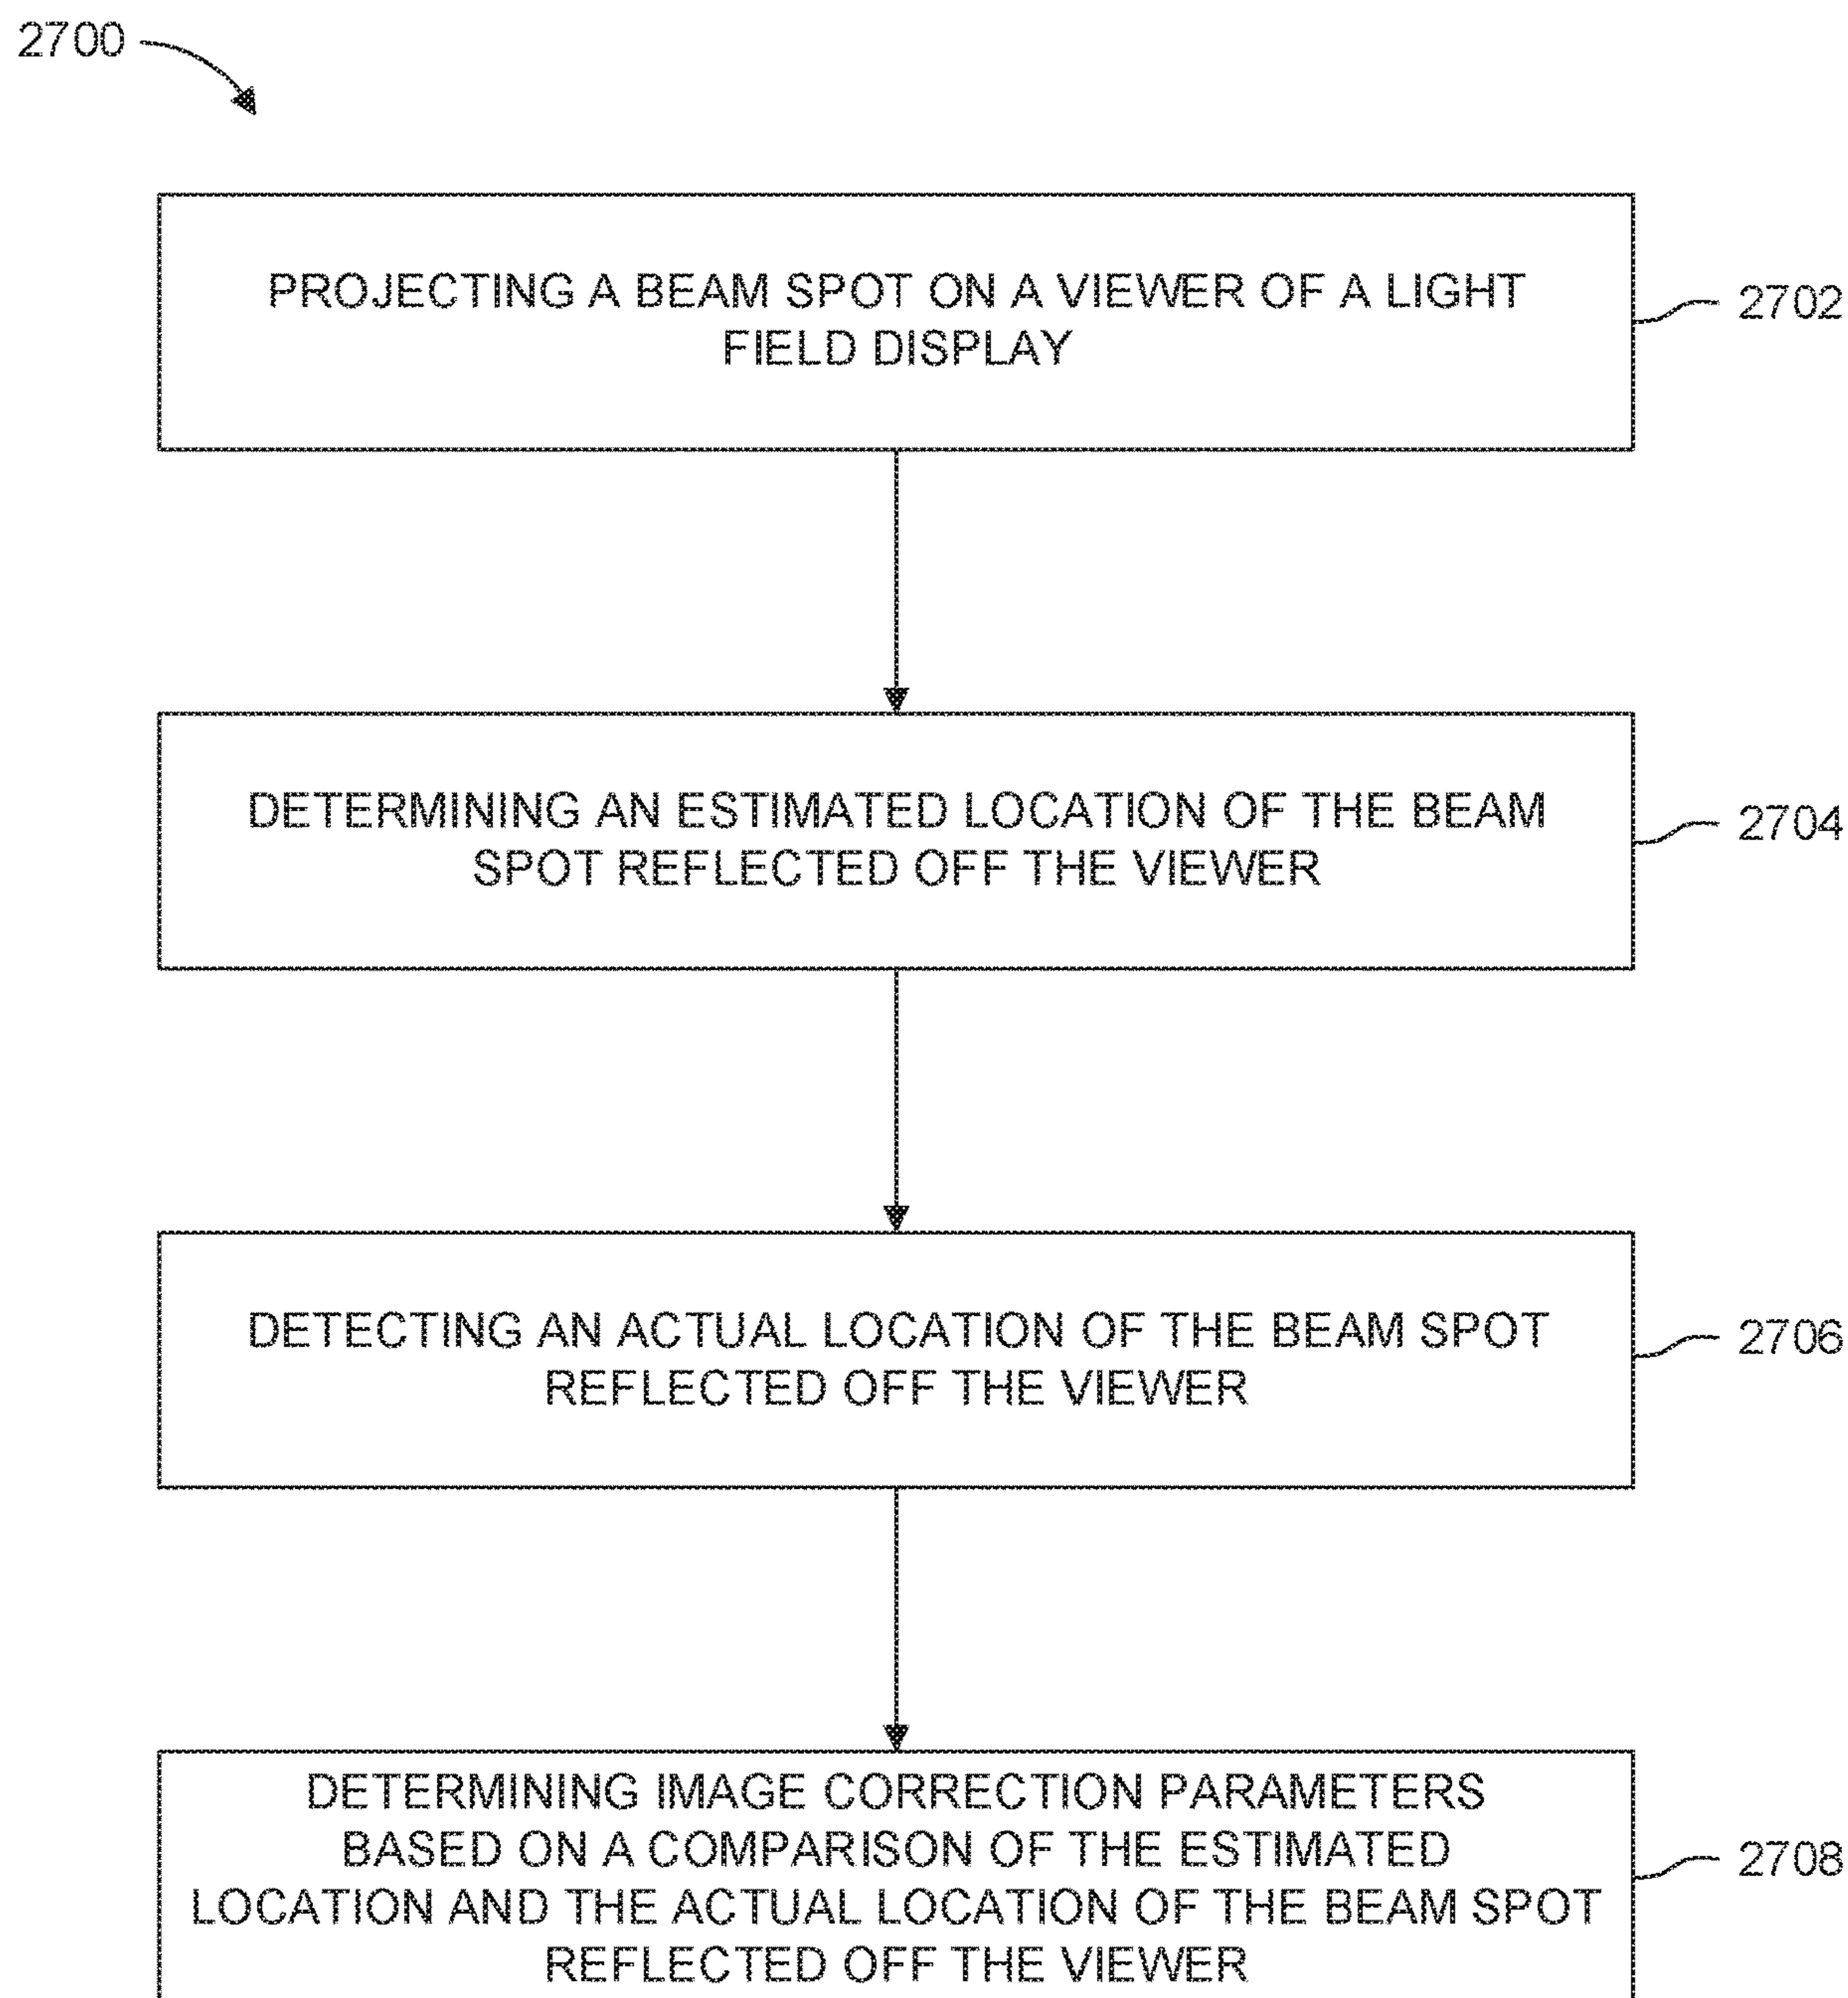 2700
PROJECTING A BEAM SPOT ON A VIEWER OF A LIGHT
FIELD DISPLAY
2702
DETERMINING AN ESTIMATED LOCATION OF THE BEAM
SPOT REFLECTED OFF THE VIEWER
2704
DETECTING AN ACTUAL LOCATION OF THE BEAM SPOT
REFLECTED OFF THE VIEWER
2706
DETERMINING IMAGE CORRECTION PARAMETERS
BASED ON A COMPARISON OF THE ESTIMATED
LOCATION AND THE ACTUAL LOCATION OF THE BEAM SPOT
REFLECTED OFF THE VIEWER
2708